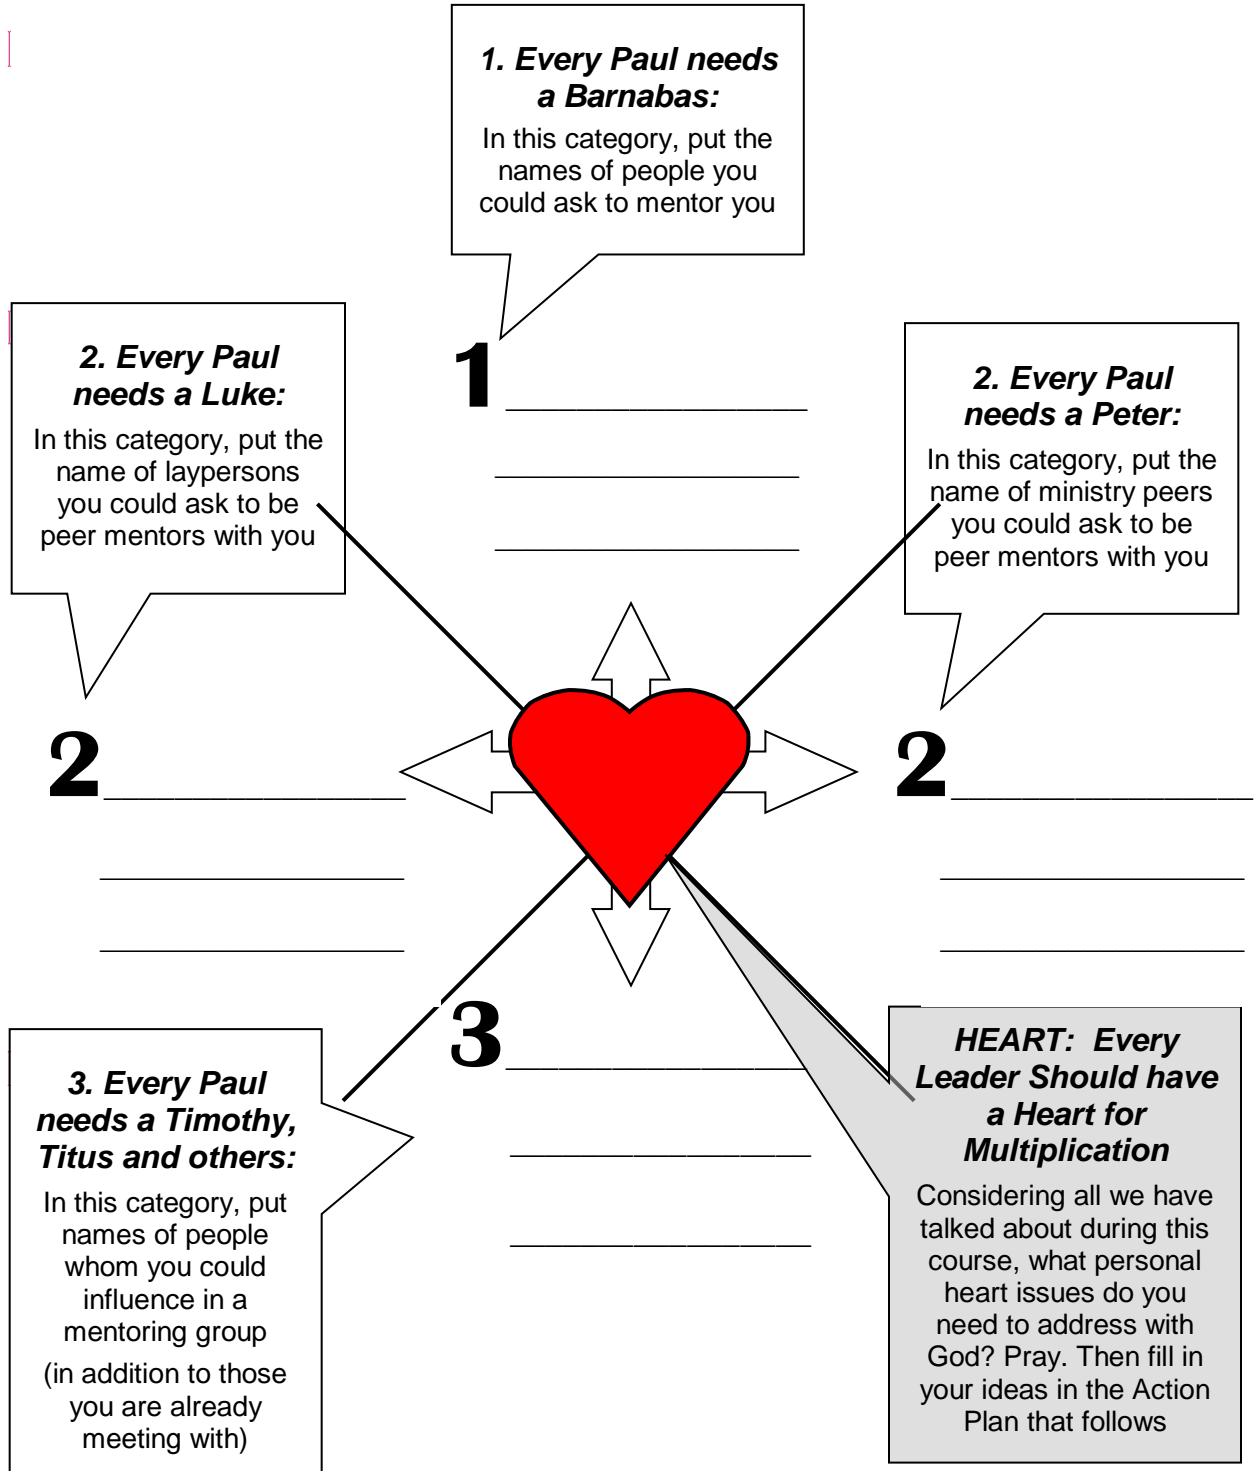 1. Every Paul needs
a Barnabas:
In this category, put the
names of people you
could ask to mentor you
2. Every Paul
needs a Luke:
In this category, put the
name of laypersons
you could ask to be
peer mentors with you
2. Every Paul
needs a Peter:
In this category, put the
name of ministry peers
you could ask to be
peer mentors with you
1
2
2
3
3. Every Paul
needs a Timothy,
Titus and others:
In this category, put
names of people
whom you could
influence in a
mentoring group
(in addition to those
you are already
meeting with)
HEART: Every
Leader Should have
a Heart for
Multiplication
Considering all we have
talked about during this
course, what personal
heart issues do you
need to address with
God? Pray. Then fill in
your ideas in the Action
Plan that follows